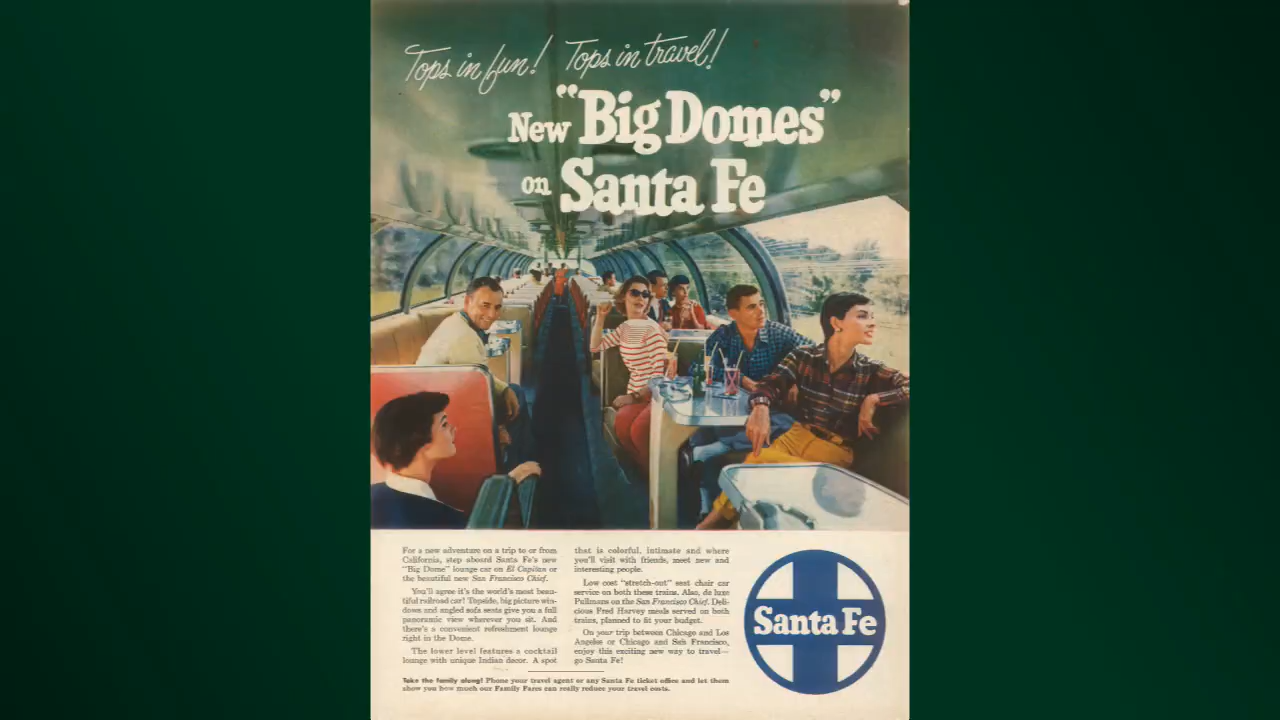 Tops in fun! Tops in travel!
New "Big Domes"
on Santa Fe
For a new adventure on a trip to or from
California, step aboard Santa Fe's new
"Big Dome" lounge car on El Capitan or
the beautiful new San Francisco Chief.
You'll agree it's the world's most beau-
tiful railroad car! Topside, big picture win-
dows and angled sofa seats give you a full
panoramic view wherever you sit. And
there's a convenient refreshment lounge
right in the Dome.
The lower level features a cocktail
lounge with unique Indian decor. A spot
that is colorful, intimate and where
you'll visit with friends, meet new and
interesting people.
Low cost "stretch-out" seat chair car
service on both these trains. Also, de luxe
Pullmans on the San Francisco Chief. Deli-
cious Fred Harvey meals served on both
trains, planned to fit your budget.
On your trip between Chicago and Los
Angeles or Chicago and San Francisco,
enjoy this exciting new way to travel—
go Santa Fe!
Take the family along! Phone your travel agent or any Santa Fe ticket office and let them
show you how much our Family Fares can really reduce your travel costs.
Santa Fe